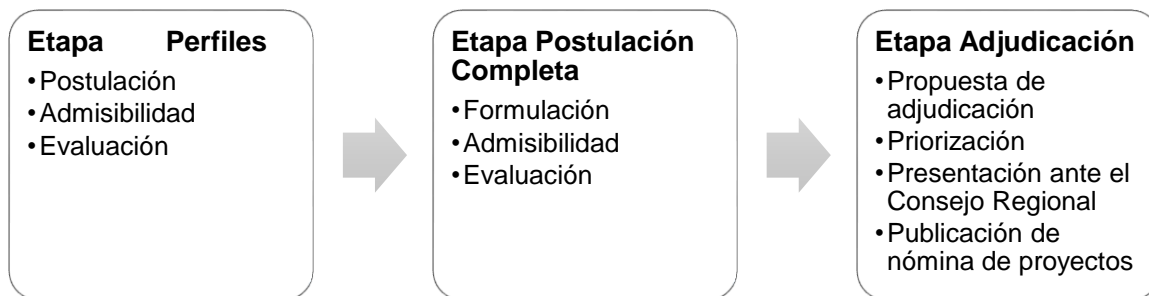 Etapa Perfiles
•Postulación
•Admisibilidad
•Evaluación
Etapa Postulación
Completa
•Formulación
•Admisibilidad
•Evaluación
Etapa Adjudicación
•Propuesta de
adjudicación
•Priorización
•Presentación ante el
Consejo Regional
•Publicación de
nómina de proyectos